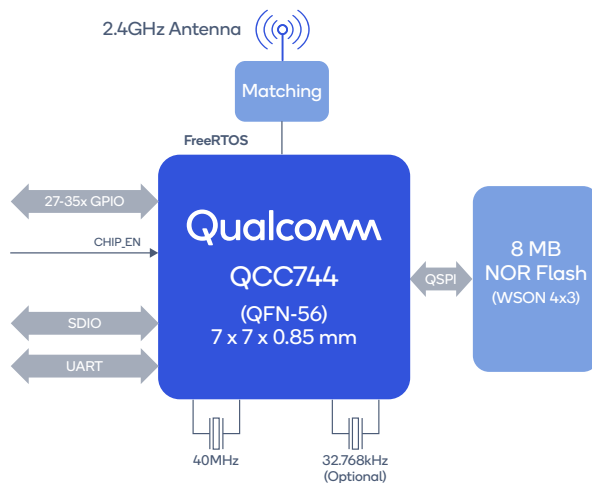 2.4GHz Antenna
Matching
FreeRTOS
27-35x GPIO
CHIP_EN
SDIO
UART
Qualcomm
QCC744
(QFN-56)
7 x 7 x 0.85 mm
QSPI
8 MB
NOR Flash
(WSON 4x3)
40MHz
32.768kHz
(Optional)